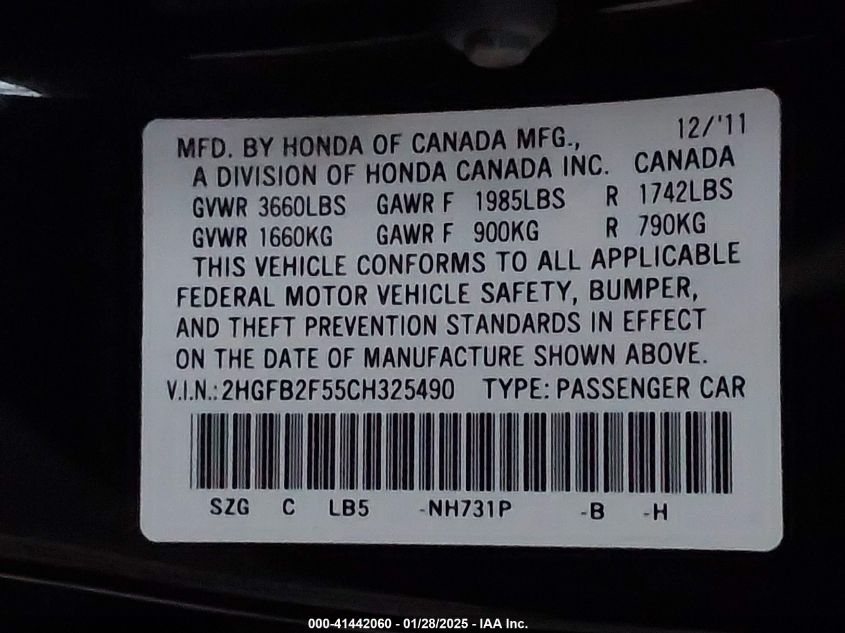 MFD. BY HONDA OF CANADA MFG., 12/'11
A DIVISION OF HONDA CANADA INC. CANADA
GVWR 3660LBS GAWR F 1985LBS R 1742LBS
GVWR 1660KG GAWR F 900KG R 790KG
THIS VEHICLE CONFORMS TO ALL APPLICABLE
FEDERAL MOTOR VEHICLE SAFETY, BUMPER,
AND THEFT PREVENTION STANDARDS IN EFFECT
ON THE DATE OF MANUFACTURE SHOWN ABOVE.
V.I.N.: 2HGFB2F55CH325490 TYPE: PASSENGER CAR
SZG C LB5 -NH731P -B -H
000-41442060 - 01/28/2025 - IAA Inc.